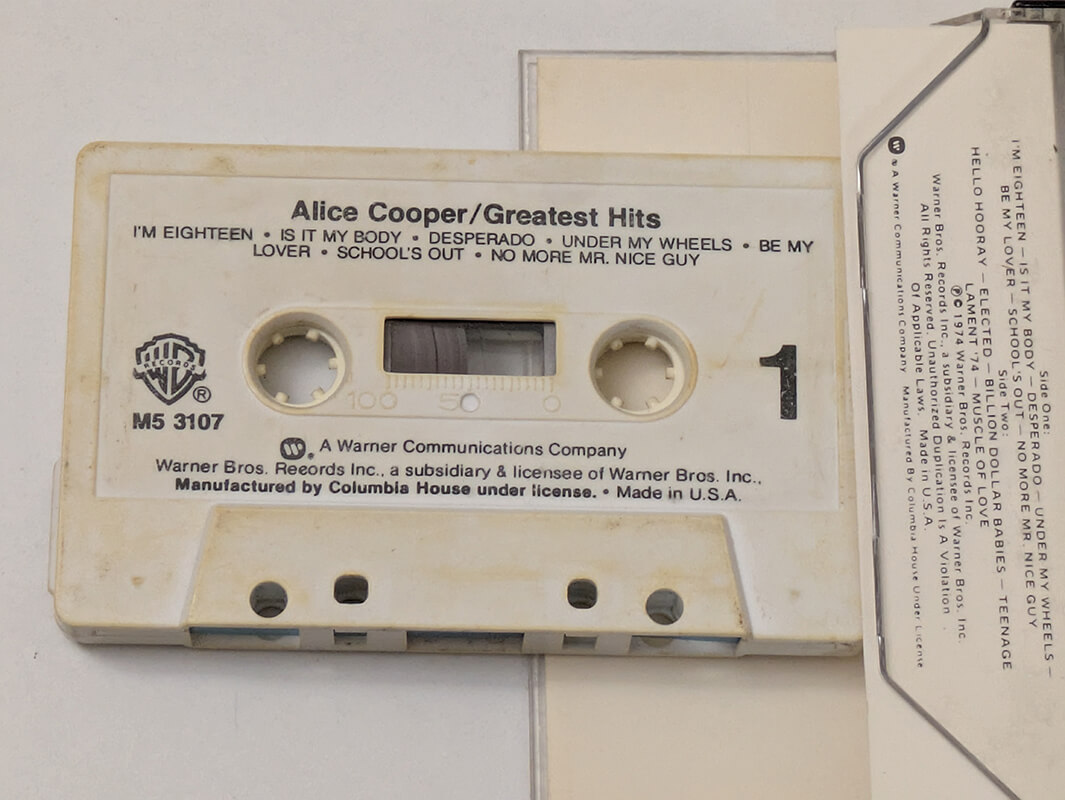 Alice Cooper/Greatest Hits
I'M EIGHTEEN • IS IT MY BODY • DESPERADO • UNDER MY WHEELS • BE MY
LOVER • SCHOOL'S OUT • NO MORE MR. NICE GUY
RECORDS
®
M5 3107
1
100 50 0
A Warner Communications Company
Warner Bros. Records Inc., a subsidiary & licensee of Warner Bros. Inc.,
Manufactured by Columbia House under license. • Made in U.S.A.
Side One:
I'M EIGHTEEN — IS IT MY BODY — DESPERADO — UNDER MY WHEELS —
BE MY LOVER — SCHOOL'S OUT — NO MORE MR. NICE GUY
Side Two:
HELLO HOORAY — ELECTED — BILLION DOLLAR BABIES — TEENAGE
LAMENT '74 — MUSCLE OF LOVE
℗ © 1974 Warner Bros. Records Inc.
Warner Bros. Records Inc., a subsidiary & licensee of Warner Bros. Inc.
All Rights Reserved. Unauthorized Duplication Is A Violation
Of Applicable Laws. Made in U.S.A.
A Warner Communications Company Manufactured By Columbia House Under License